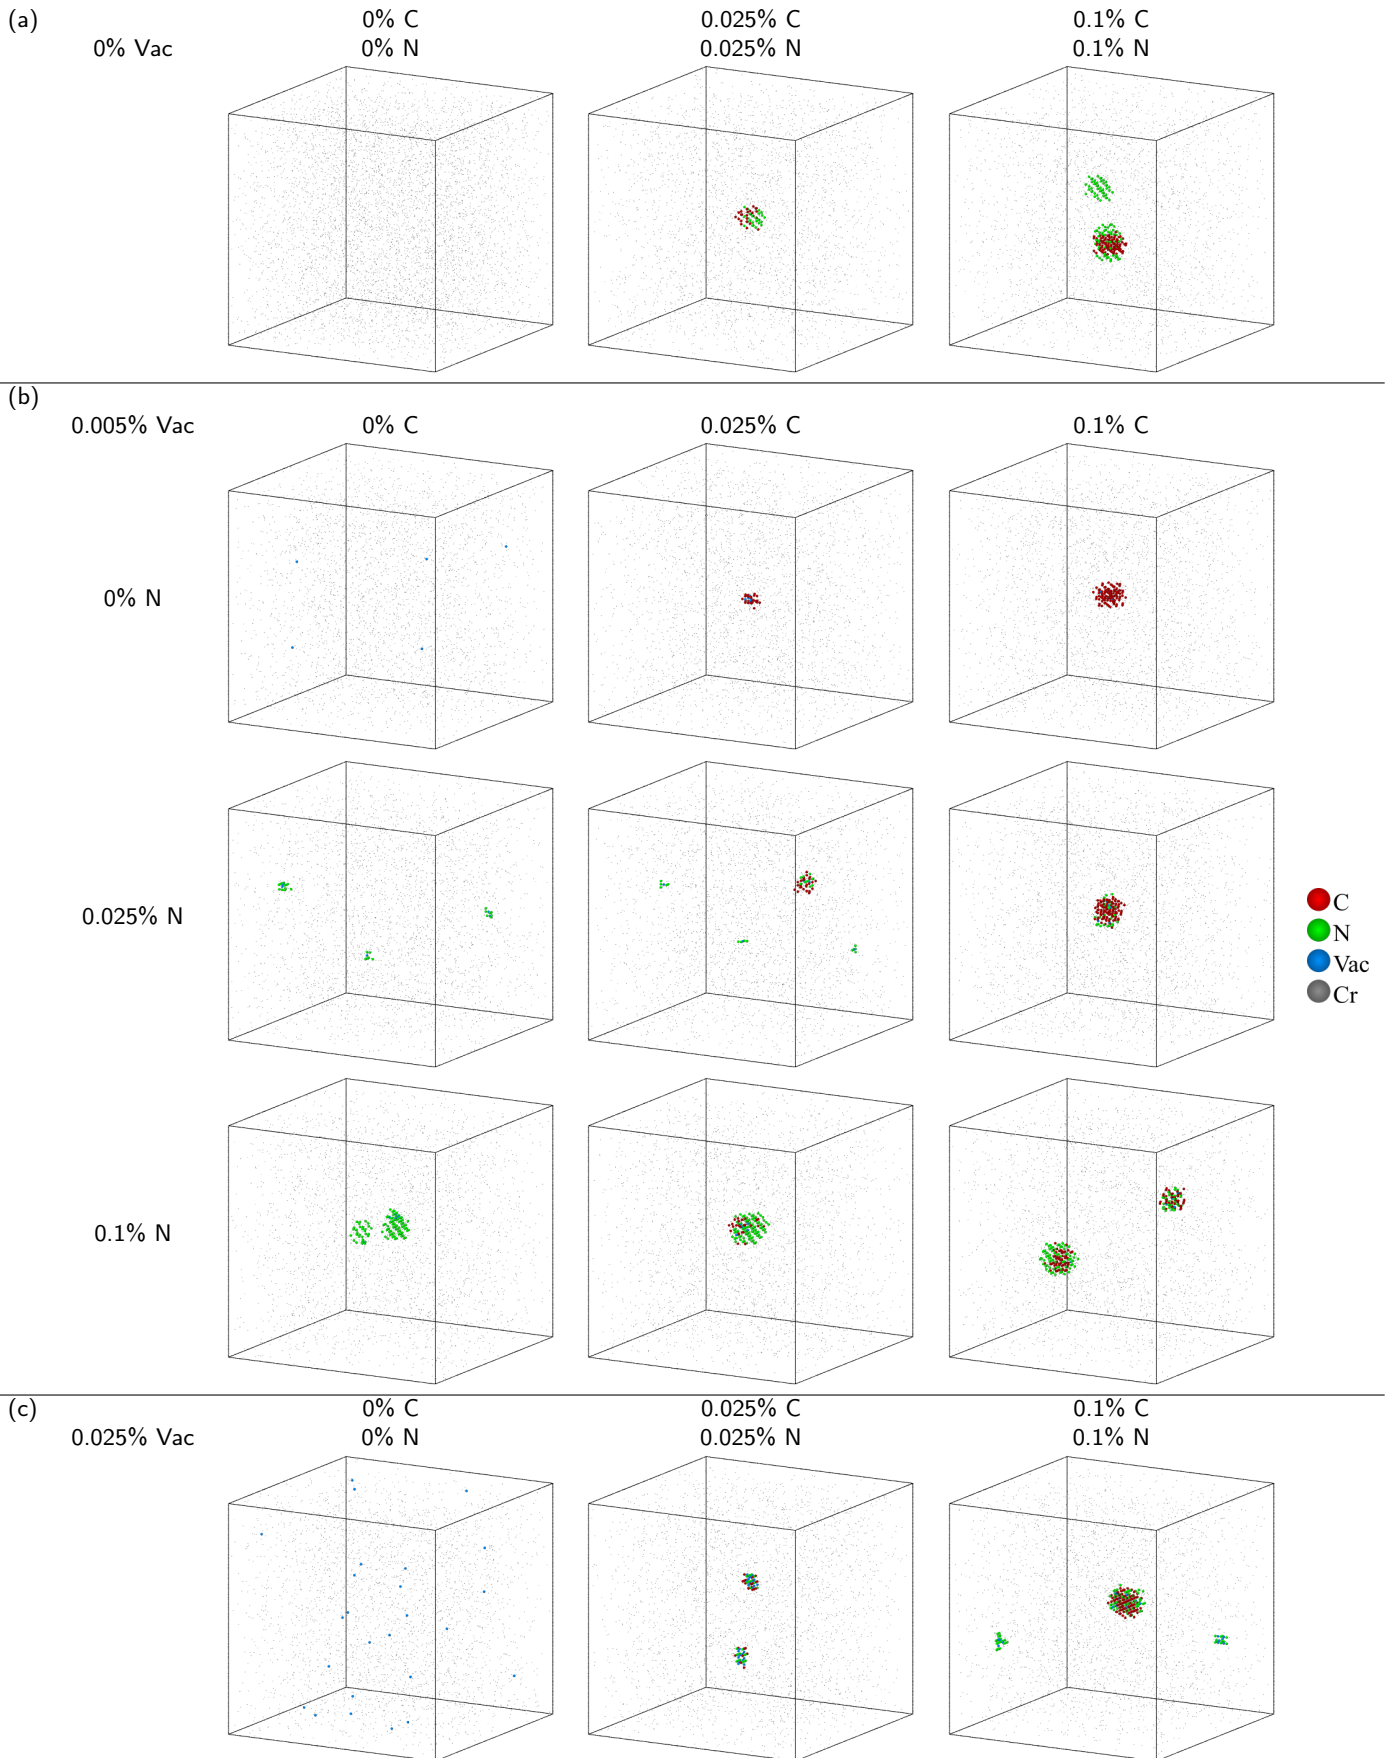 (a)
0% C
0.025% C
0.1% C
0% Vac
0% N
0.025% N
0.1% N
(b)
0.005% Vac
0% C
0.025% C
0.1% C
0% N
0.025% N
C
N
Vac
Cr
0.1% N
(c)
0% C
0.025% C
0.1% C
0.025% Vac
0% N
0.025% N
0.1% N